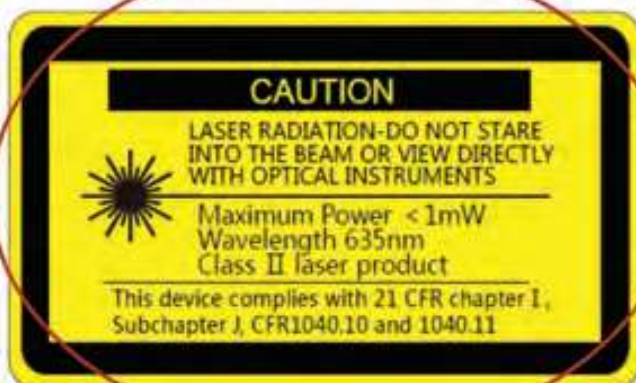 CAUTION
LASER RADIATION-DO NOT STARE
INTO THE BEAM OR VIEW DIRECTLY
WITH OPTICAL INSTRUMENTS
Maximum Power <1mW
Wavelength 635nm
Class II laser product
This device complies with 21 CFR chapter I ,
Subchapter J, CFR1040.10 and 1040.11